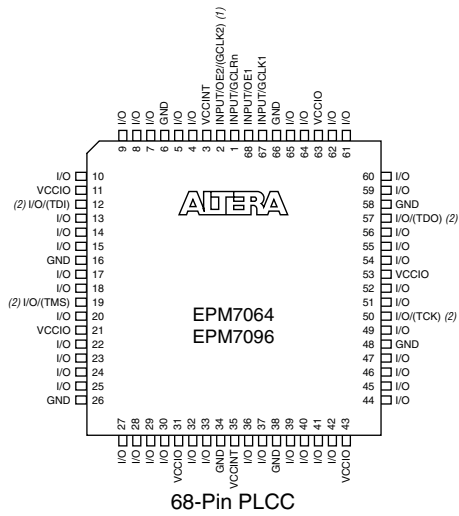 I/O I/O I/O GND I/O I/O VCCINT INPUT/OE2/(GCLK2) (1) INPUT/GCLRn INPUT/OE1 INPUT/GCLK1 GND I/O I/O VCCIO I/O I/O
9 8 7 6 5 4 3 2 1 68 67 66 65 64 63 62 61
I/O 10
VCCIO 11
(2) I/O/(TDI) 12
I/O 13
I/O 14
I/O 15
GND 16
I/O 17
I/O 18
(2) I/O/(TMS) 19
I/O 20
VCCIO 21
I/O 22
I/O 23
I/O 24
I/O 25
GND 26
ALTERA
EPM7064
EPM7096
60 I/O
59 I/O
58 GND
57 I/O/(TDO) (2)
56 I/O
55 I/O
54 I/O
53 VCCIO
52 I/O
51 I/O
50 I/O/(TCK) (2)
49 I/O
48 GND
47 I/O
46 I/O
45 I/O
44 I/O
27 28 29 30 31 32 33 34 35 36 37 38 39 40 41 42 43
I/O I/O I/O I/O VCCIO I/O I/O GND VCCINT I/O I/O GND I/O I/O I/O I/O VCCIO
68-Pin PLCC